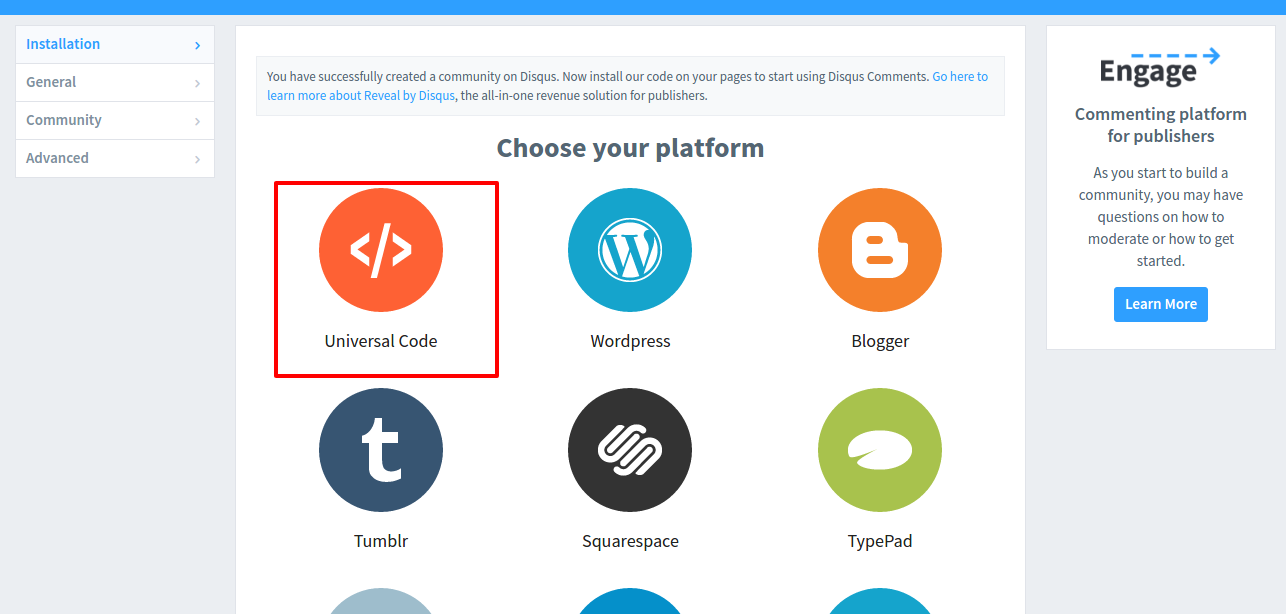 Installation
General
Community
Advanced
You have successfully created a community on Disqus. Now install our code on your pages to start using Disqus Comments. Go here to
learn more about Reveal by Disqus, the all-in-one revenue solution for publishers.
Choose your platform
Universal Code
Wordpress
Blogger
Tumblr
Squarespace
TypePad
Engage
Commenting platform
for publishers
As you start to build a
community, you may have
questions on how to
moderate or how to get
started.
Learn More